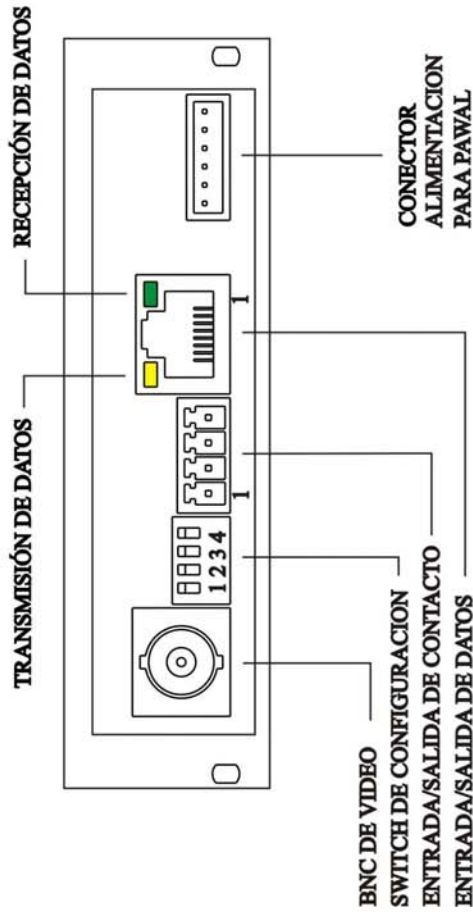 TRANSMISIÓN DE DATOS
RECEPCIÓN DE DATOS
1 2 3 4
1
1
BNC DE VIDEO
SWITCH DE CONFIGURACION
ENTRADA/SALIDA DE CONTACTO
ENTRADA/SALIDA DE DATOS
CONECTOR
ALIMENTACION
PARA PAWAL